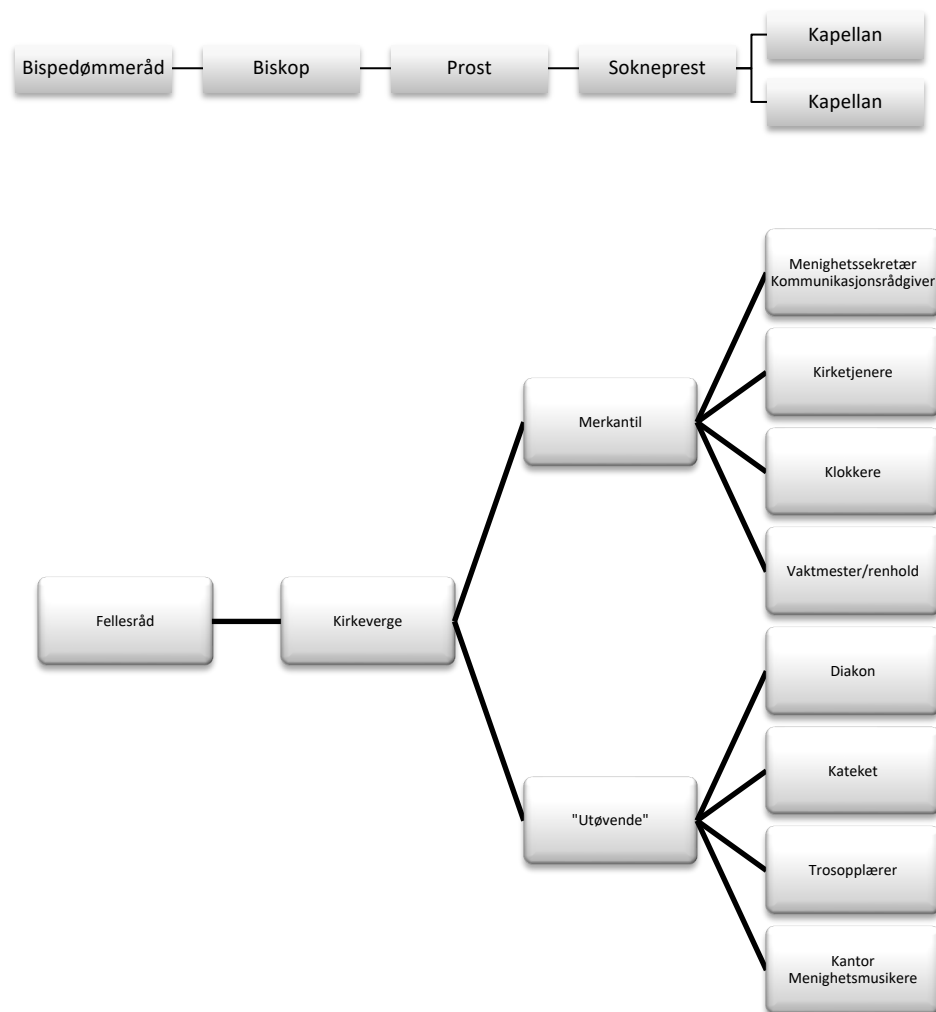 Bispedømmeråd
Biskop
Prost
Sokneprest
Kapellan
Kapellan
Menighetssekretær
Kommunikasjonsrådgiver
Kirketjenere
Merkantil
Klokkere
Vaktmester/renhold
Fellesråd
Kirkeverge
Diakon
Kateket
"Utøvende"
Trosopplærer
Kantor
Menighetsmusikere